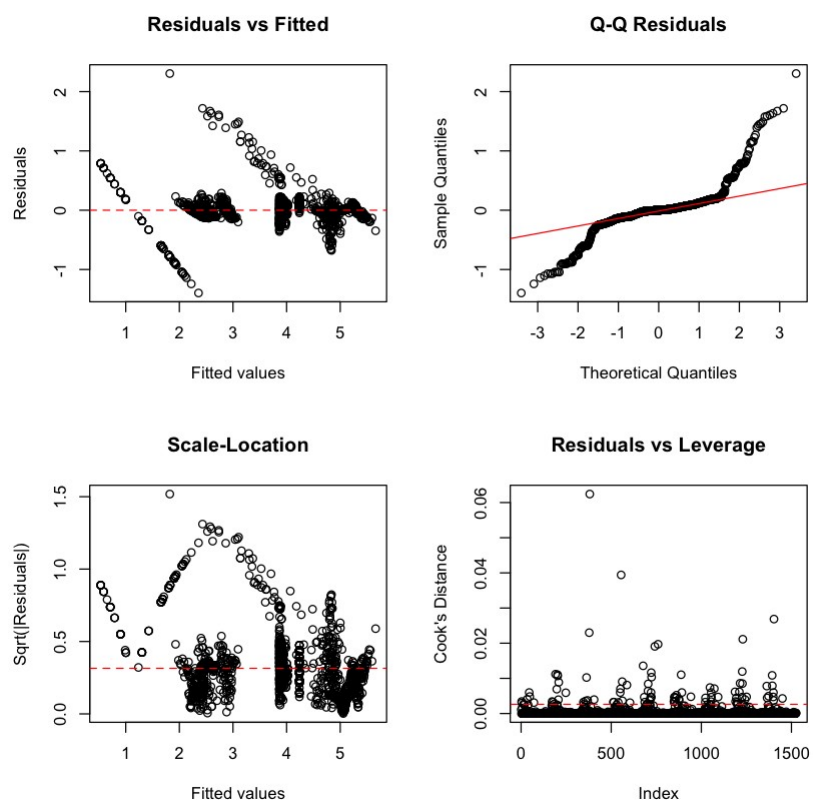 Residuals vs Fitted
Residuals
2
1
0
-1
1 2 3 4 5
Fitted values
Q-Q Residuals
Sample Quantiles
2
1
0
-1
-3 -2 -1 0 1 2 3
Theoretical Quantiles
Scale-Location
Sqrt(|Residuals|)
1.5
1.0
0.5
0.0
1 2 3 4 5
Fitted values
Residuals vs Leverage
Cook's Distance
0.06
0.04
0.02
0.00
0 500 1000 1500
Index